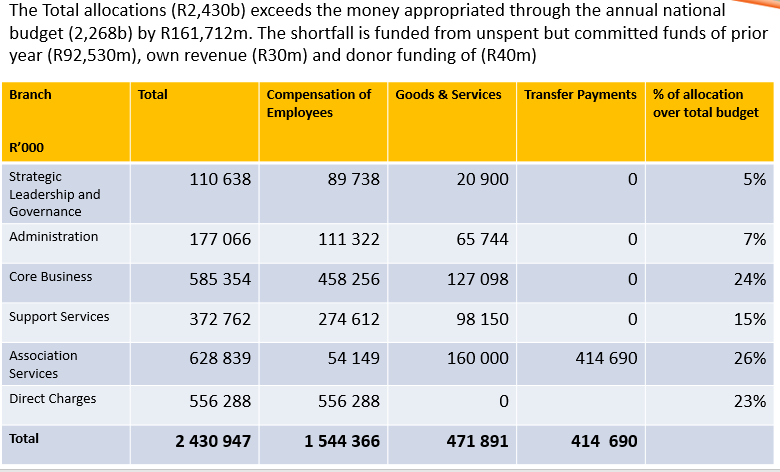 The Total allocations (R2,430b) exceeds the money appropriated through the annual national
budget (2,268b) by R161,712m. The shortfall is funded from unspent but committed funds of prior
year (R92,530m), own revenue (R30m) and donor funding of (R40m)
Branch Total Compensation of Goods & Services Transfer Payments % of allocation
Employees over total budget
R’000
Strategic 110 638 89 738 20 900 0 5%
Leadership and
Governance
Administration 177 066 111 322 65 744 0 7%
Core Business 585 354 458 256 127 098 0 24%
Support Services 372 762 274 612 98 150 0 15%
Association 628 839 54 149 160 000 414 690 26%
Services
Direct Charges 556 288 556 288 0 23%
Total 2 430 947 1 544 366 471 891 414 690